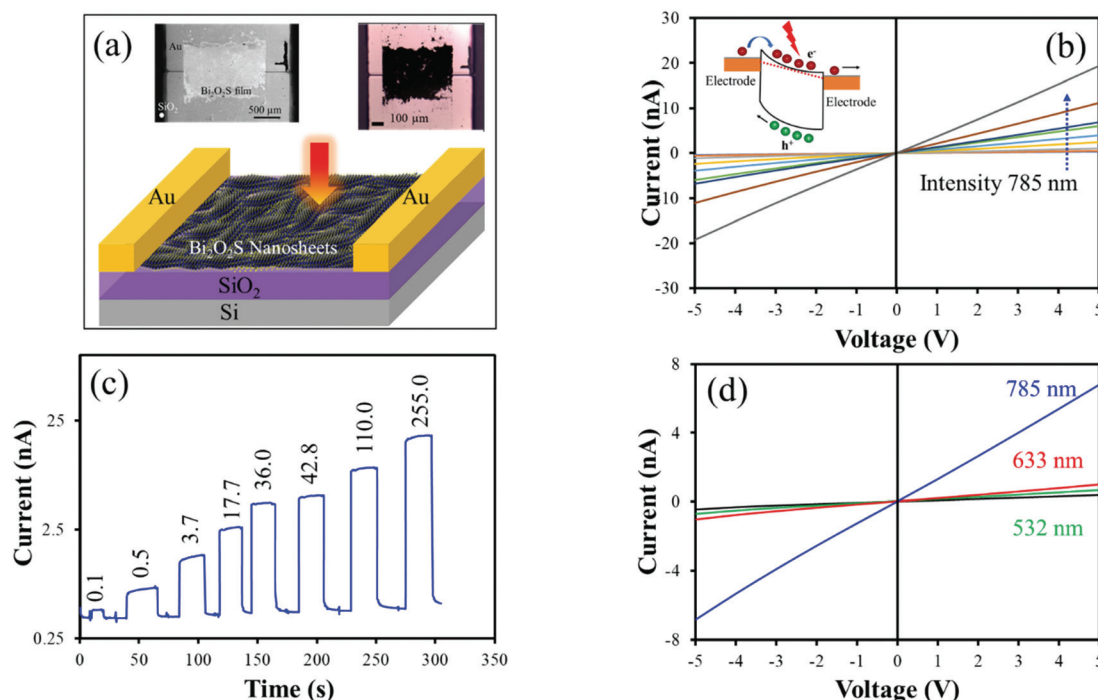 (a)
Au
Bi₂O₂S film
SiO₂
500 µm
100 µm
Au
Au
Bi₂O₂S Nanosheets
SiO₂
Si
(b)
Current (nA)
30
20
10
0
10
-20
-30
-5 -4 -3 -2 -1 0 1 2 3 4 5
Voltage (V)
e⁻
Electrode
Electrode
h⁺
Intensity 785 nm
(c)
Current (nA)
25
2.5
0.25
0.1
0.5
3.7
17.7
36.0
42.8
110.0
255.0
0 50 100 150 200 250 300 350
Time (s)
(d)
Current (nA)
8
4
0
-4
-8
785 nm
633 nm
532 nm
-5 -4 -3 -2 -1 0 1 2 3 4 5
Voltage (V)